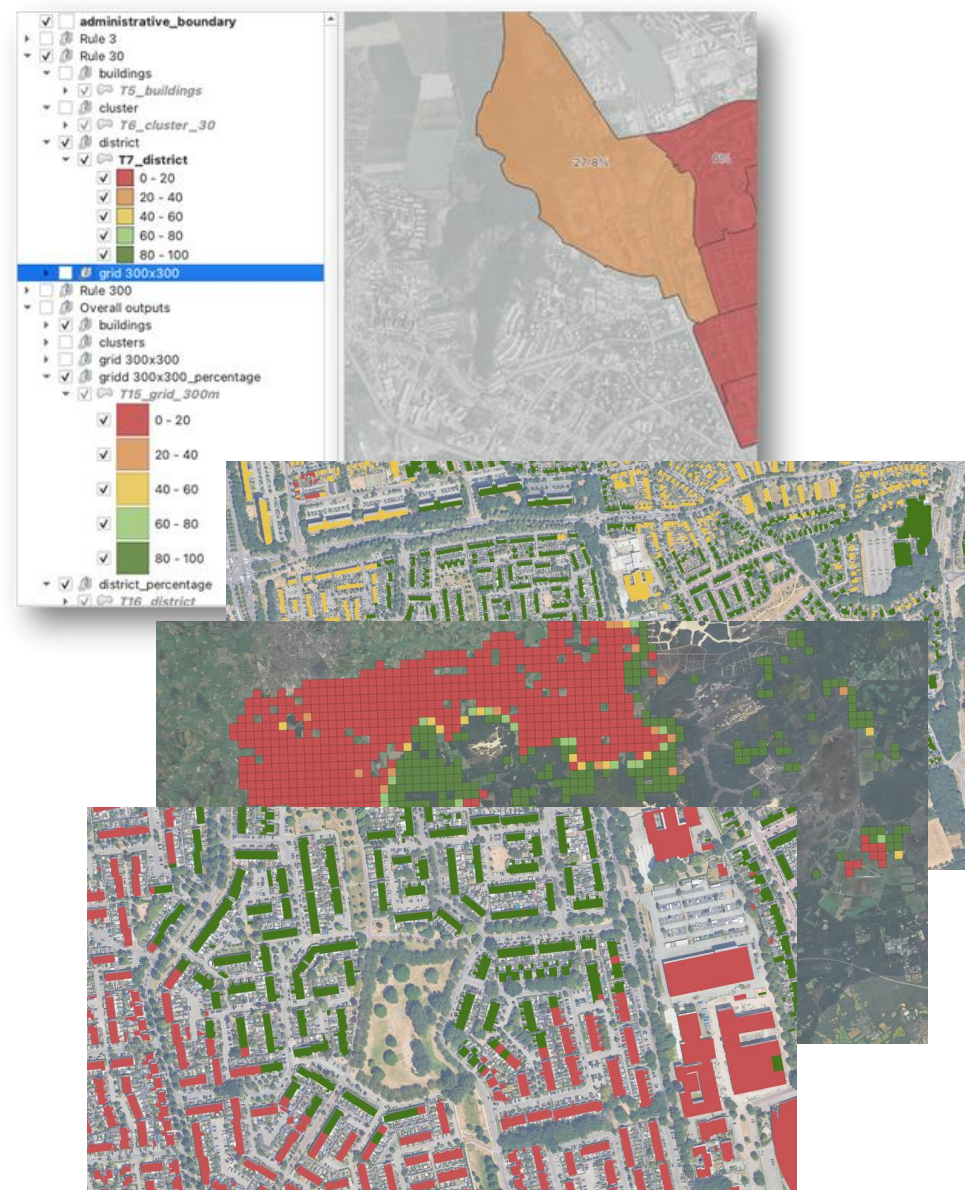 administrative_boundary
Rule 3
Rule 30
buildings
T5_buildings
cluster
T6_cluster_30
district
T7_district
0 - 20
20 - 40
40 - 60
60 - 80
80 - 100
grid 300x300
Rule 300
Overall outputs
buildings
clusters
grid 300x300
gridd 300x300_percentage
T15_grid_300m
0 - 20
20 - 40
40 - 60
60 - 80
80 - 100
district_percentage
T16_district
27.8%
0%